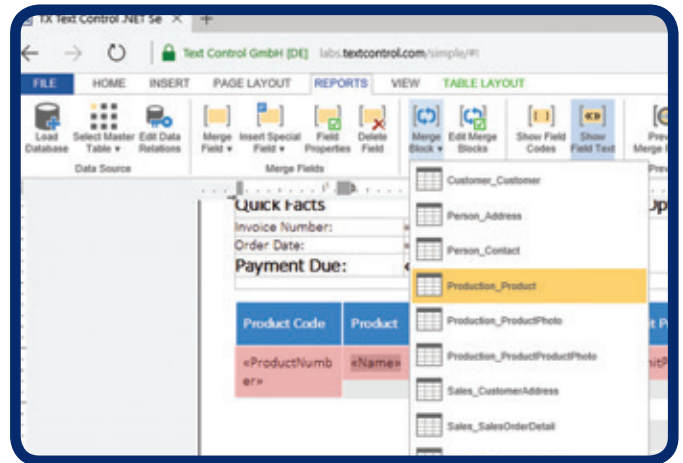 TX Text Control .NET Se
Text Control GmbH [DE] labs.textcontrol.com/simple/#!
FILE HOME INSERT PAGE LAYOUT REPORTS VIEW TABLE LAYOUT
Load Database
Select Master Table
Edit Data Relations
Merge Field
Insert Special Field
Field Properties
Delete Field
Merge Block
Edit Merge Blocks
Show Field Codes
Show Field Text
Data Source
Merge Fields
Customer_Customer
Person_Address
Person_Contact
Production_Product
Production_ProductPhoto
Production_ProductProductPhoto
Sales_CustomerAddress
Sales_SalesOrderDetail
Quick Facts
Invoice Number:
Order Date:
Payment Due:
Product Code Product
«ProductNumb
er»
«Name»